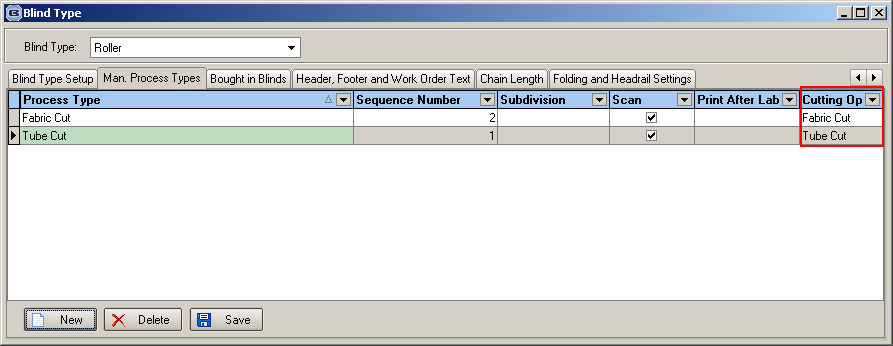 Blind Type
Blind Type: Roller
Blind Type Setup Man. Process Types Bought in Blinds Header, Footer and Work Order Text Chain Length Folding and Headrail Settings
Process Type Sequence Number Subdivision Scan Print After Lab Cutting Op
Fabric Cut 2 Fabric Cut
Tube Cut 1 Tube Cut
New Delete Save